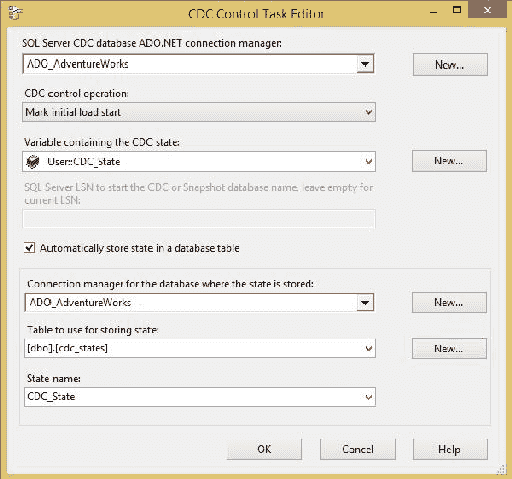 CDC Control Task Editor
SQL Server CDC database ADO.NET connection manager:
ADO_AdventureWorks
New...
CDC control operation:
Mark initial load start
Variable containing the CDC state:
User::CDC_State
New...
SQL Server LSN to start the CDC or Snapshot database name, leave empty for
current LSN:
Automatically store state in a database table
Connection manager for the database where the state is stored:
ADO_AdventureWorks
New...
Table to use for storing state:
[dbo].[cdc_states]
New...
State name:
CDC_State
OK
Cancel
Help